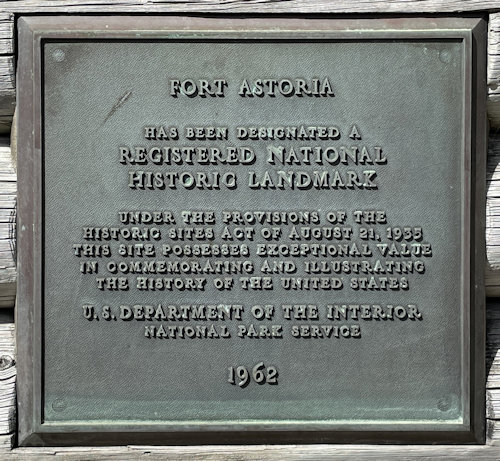 FORT ASTORIA
HAS BEEN DESIGNATED A
REGISTERED NATIONAL
HISTORIC LANDMARK
UNDER THE PROVISIONS OF THE
HISTORIC SITES ACT OF AUGUST 21, 1935
THIS SITE POSSESSES EXCEPTIONAL VALUE
IN COMMEMORATING AND ILLUSTRATING
THE HISTORY OF THE UNITED STATES
U.S. DEPARTMENT OF THE INTERIOR
NATIONAL PARK SERVICE
1962